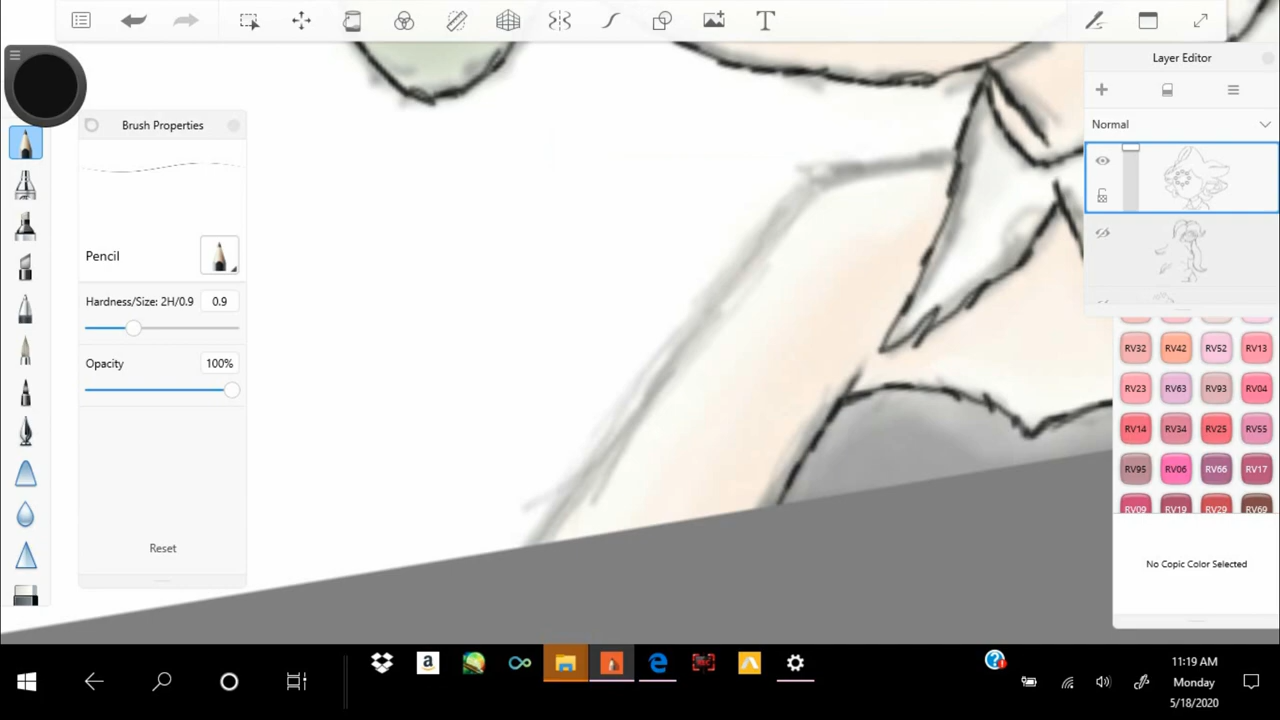 Layer Editor
Brush Properties
Normal
Pencil
Hardness/Size: 2H/0.9 0.9
Opacity 100%
RV32 RV42 RV52 RV13
RV23 RV63 RV93 RV04
RV14 RV34 RV25 RV55
RV95 RV06 RV66 RV17
RV09 RV19 RV29 RV69
Reset
No Copic Color Selected
11:19 AM
Monday
5/18/2020